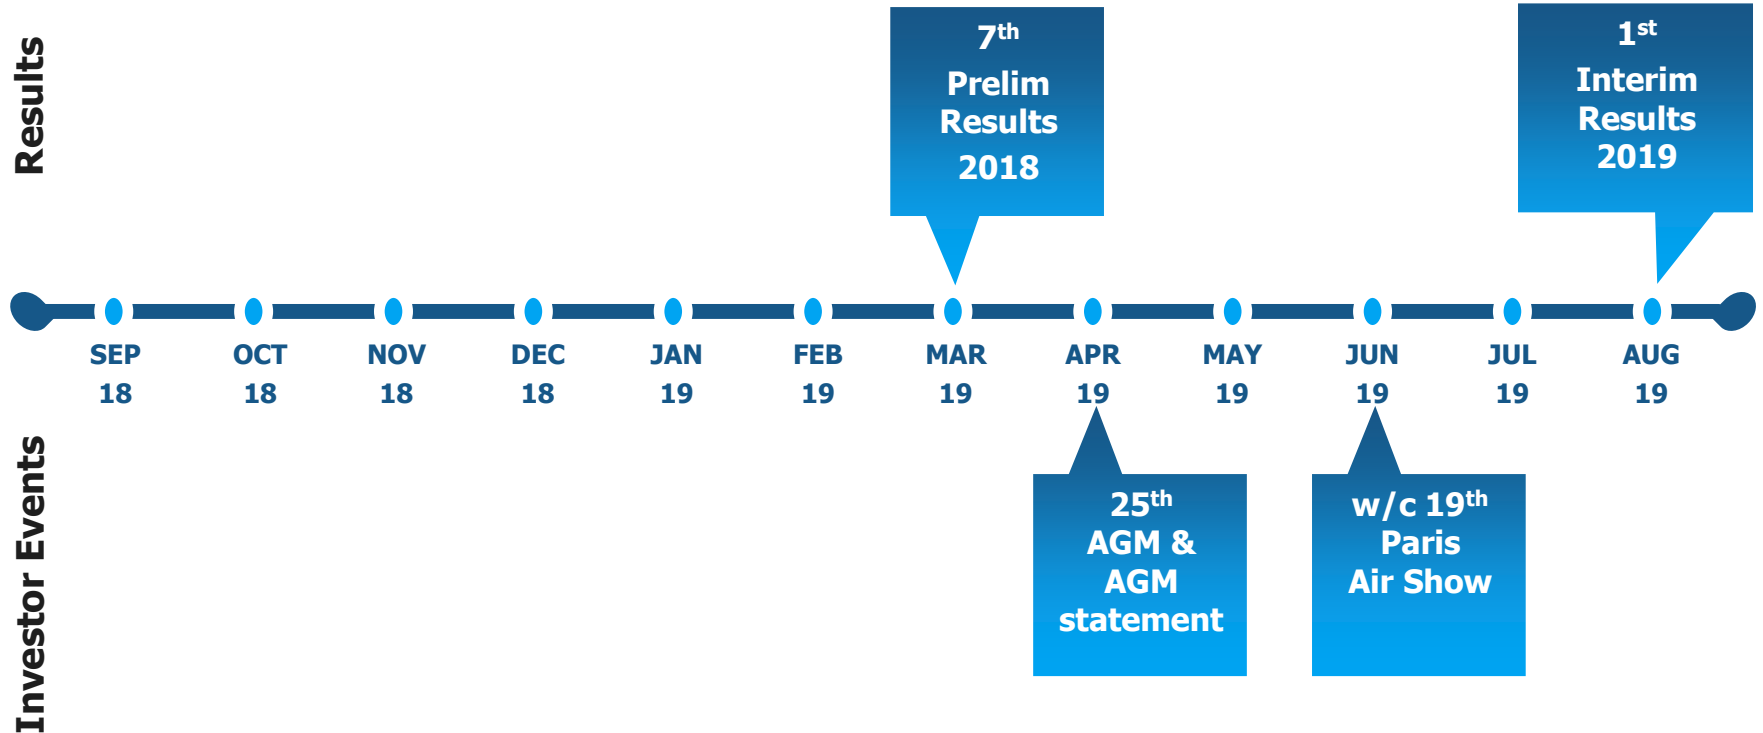 Results
7th
Prelim
Results
2018
1st
Interim
Results
2019
SEP OCT NOV DEC JAN FEB MAR APR MAY JUN JUL AUG
18 18 18 18 19 19 19 19 19 19 19 19
Investor Events
25th
AGM &
AGM
statement
w/c 19th
Paris
Air Show